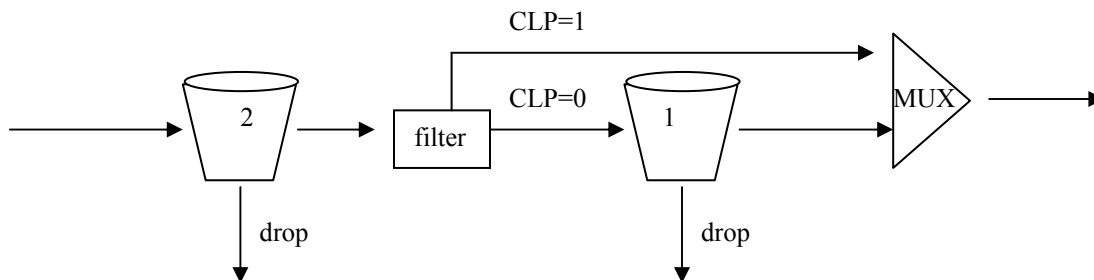 CLP=1
CLP=0
2
filter
1
MUX
drop
drop